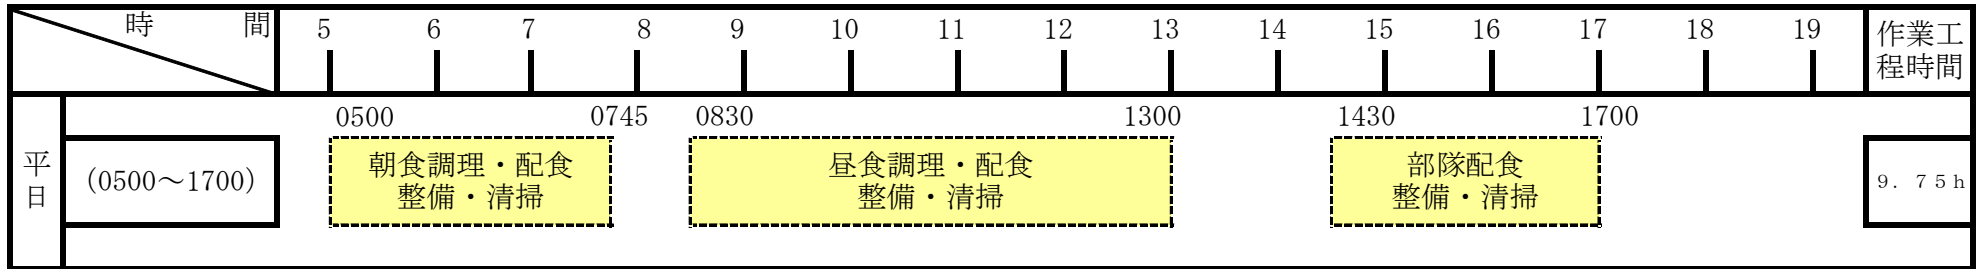 時 間 5 6 7 8 9 10 11 12 13 14 15 16 17 18 19 作業工
程時間
0500 0745 0830 1300 1430 1700
平日
(0500～1700)
朝食調理・配食
整備・清掃
昼食調理・配食
整備・清掃
部隊配食
整備・清掃
９．７５ｈ